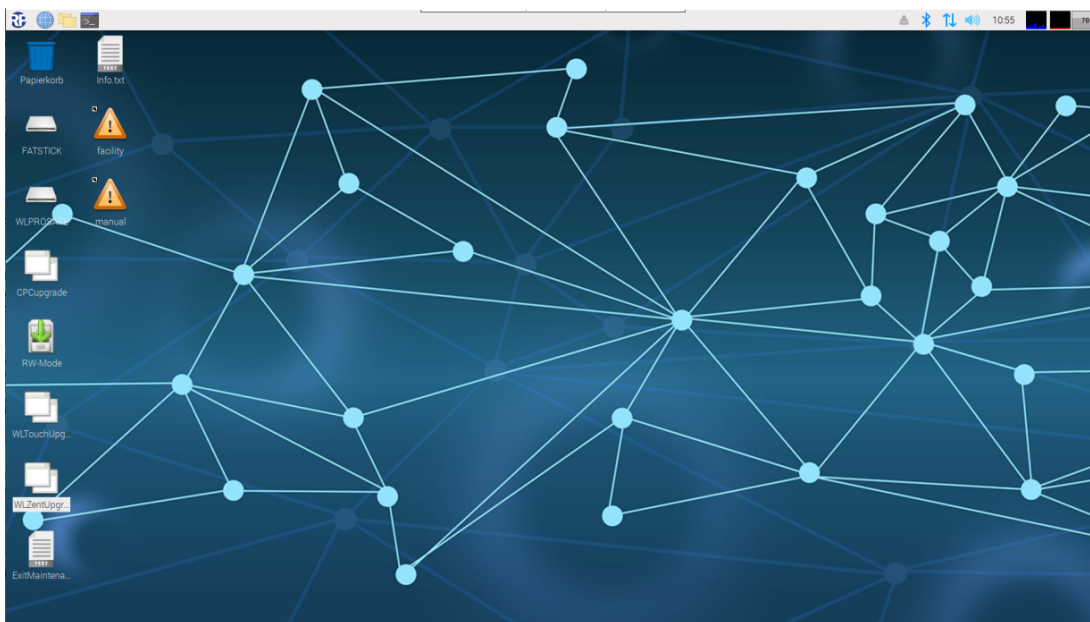 10:55
Papierkorb
Info.txt
FATSTICK
facility
manual
CPCupgrade
RW-Mode
WLTouchUpg...
WLZentUpgr...
ExitMaintena...